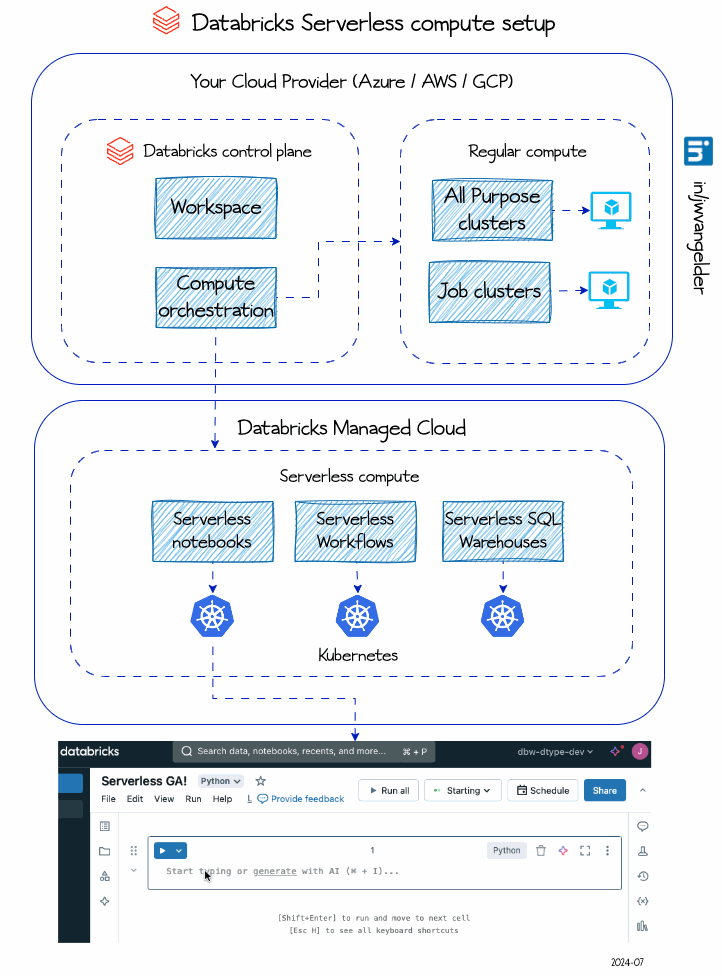 Databricks Serverless compute setup
Your Cloud Provider (Azure / AWS / GCP)
Databricks control plane
Workspace
Compute
orchestration
Regular compute
All Purpose
clusters
Job clusters
in
in/jwvangelder
Databricks Managed Cloud
Serverless compute
Serverless
notebooks
Serverless
Workflows
Serverless SQL
Warehouses
Kubernetes
databricks
Search data, notebooks, recents, and more...
⌘ + P
dbw-dtype-dev
J
Serverless GA!
Python
File Edit View Run Help L Provide feedback
Run all
Starting
Schedule
Share
1
Python
Start typing or generate with AI (⌘ + I)...
[Shift+Enter] to run and move to next cell
[Esc H] to see all keyboard shortcuts
2024-07